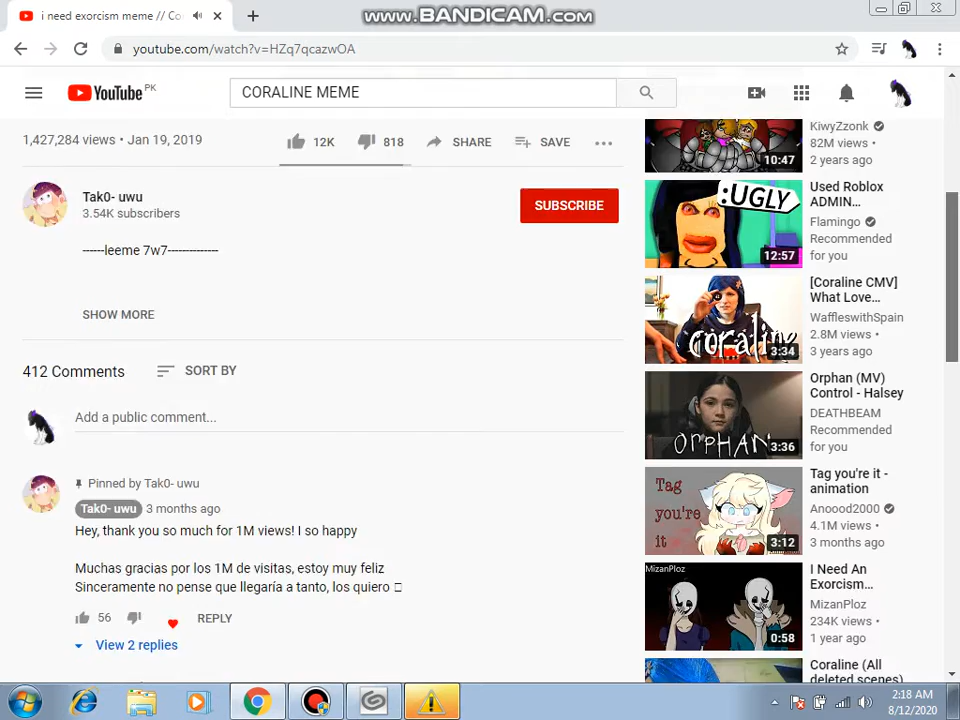 i need exorcism meme // Co
www.BANDICAM.com
youtube.com/watch?v=HZq7qcazwOA
YouTube PK
CORALINE MEME
1,427,284 views • Jan 19, 2019
12K
818
SHARE
SAVE
Tak0- uwu
3.54K subscribers
SUBSCRIBE
------leeme 7w7--------------
SHOW MORE
412 Comments
SORT BY
Add a public comment...
Pinned by Tak0- uwu
Tak0- uwu 3 months ago
Hey, thank you so much for 1M views! I so happy
Muchas gracias por los 1M de visitas, estoy muy feliz
Sinceramente no pense que llegaría a tanto, los quiero
56
REPLY
View 2 replies
10:47
KiwyZzonk
82M views •
2 years ago
:UGLY
12:57
Used Roblox
ADMIN...
Flamingo
Recommended
for you
coraline
3:34
[Coraline CMV]
What Love...
WaffleswithSpain
2.8M views •
3 years ago
ORPHAN
3:36
Orphan (MV)
Control - Halsey
DEATHBEAM
Recommended
for you
Tag
you're
it
3:12
Tag you're it -
animation
Anoood2000
4.1M views •
3 months ago
MizanPloz
0:58
I Need An
Exorcism...
MizanPloz
234K views •
1 year ago
Coraline (All
deleted scenes)
2:18 AM
8/12/2020